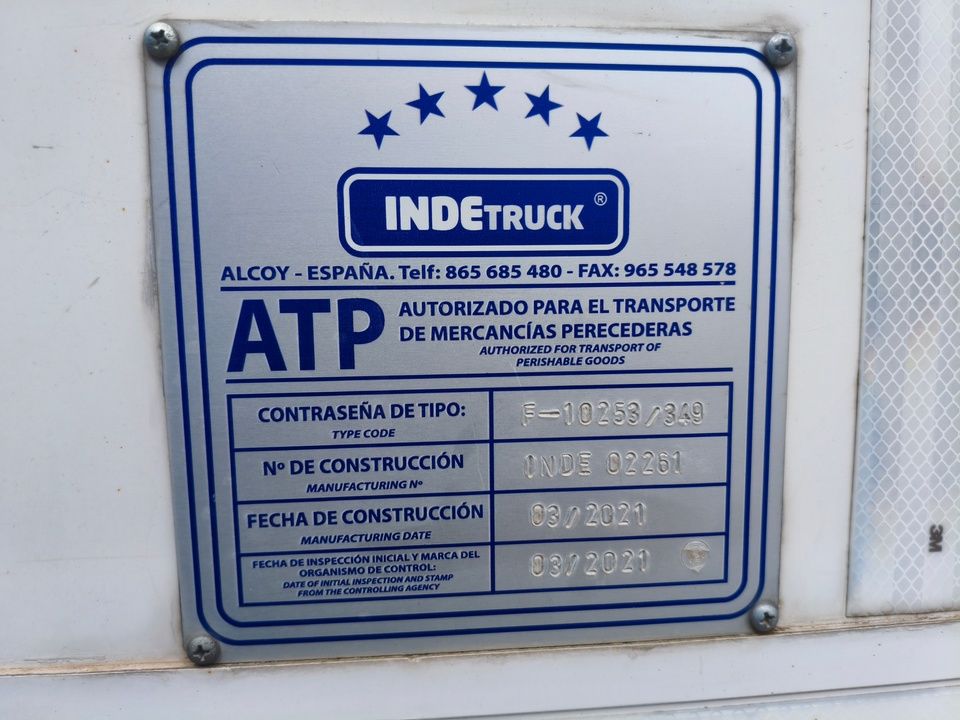 INDETRUCK ®
ALCOY - ESPAÑA. Telf: 865 685 480 - FAX: 965 548 578
ATP
AUTORIZADO PARA EL TRANSPORTE
DE MERCANCÍAS PERECEDERAS
AUTHORIZED FOR TRANSPORT OF
PERISHABLE GOODS
CONTRASEÑA DE TIPO:
TYPE CODE
F-10253/349
Nº DE CONSTRUCCIÓN
MANUFACTURING Nº
INDE 02261
FECHA DE CONSTRUCCIÓN
MANUFACTURING DATE
03/2021
FECHA DE INSPECCIÓN INICIAL Y MARCA DEL
ORGANISMO DE CONTROL:
DATE OF INITIAL INSPECTION AND STAMP
FROM THE CONTROLLING AGENCY
03/2021
3M